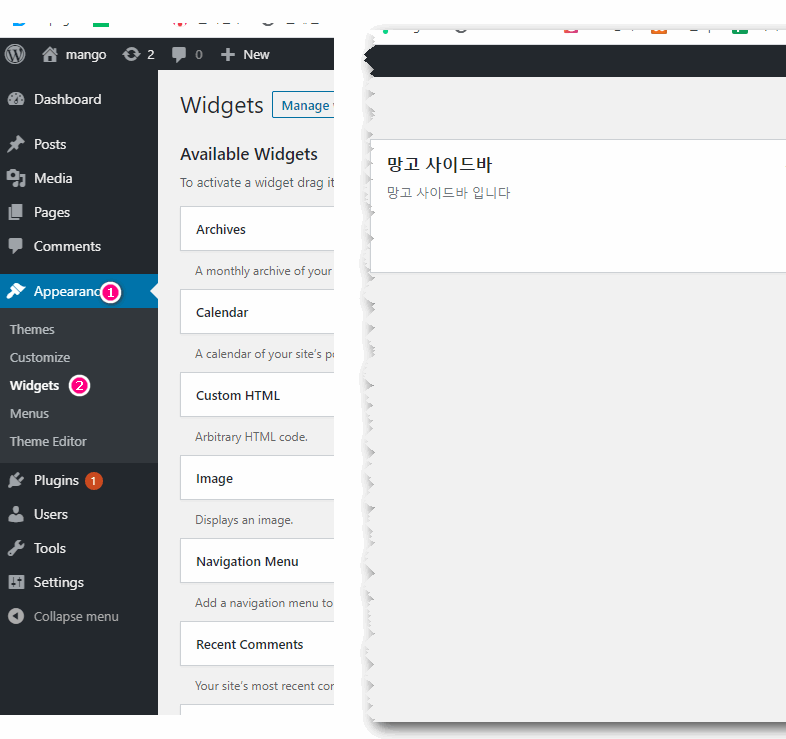 mango 2 0 + New
Dashboard
Posts
Media
Pages
Comments
Appearanc 1
Themes
Customize
Widgets 2
Menus
Theme Editor
Plugins 1
Users
Tools
Settings
Collapse menu
Widgets Manage
Available Widgets
To activate a widget drag it
Archives
A monthly archive of your
Calendar
A calendar of your site's
Custom HTML
Arbitrary HTML code.
Image
Displays an image.
Navigation Menu
Add a navigation menu to
Recent Comments
Your site's most recent
망고 사이드바
망고 사이드바 입니다